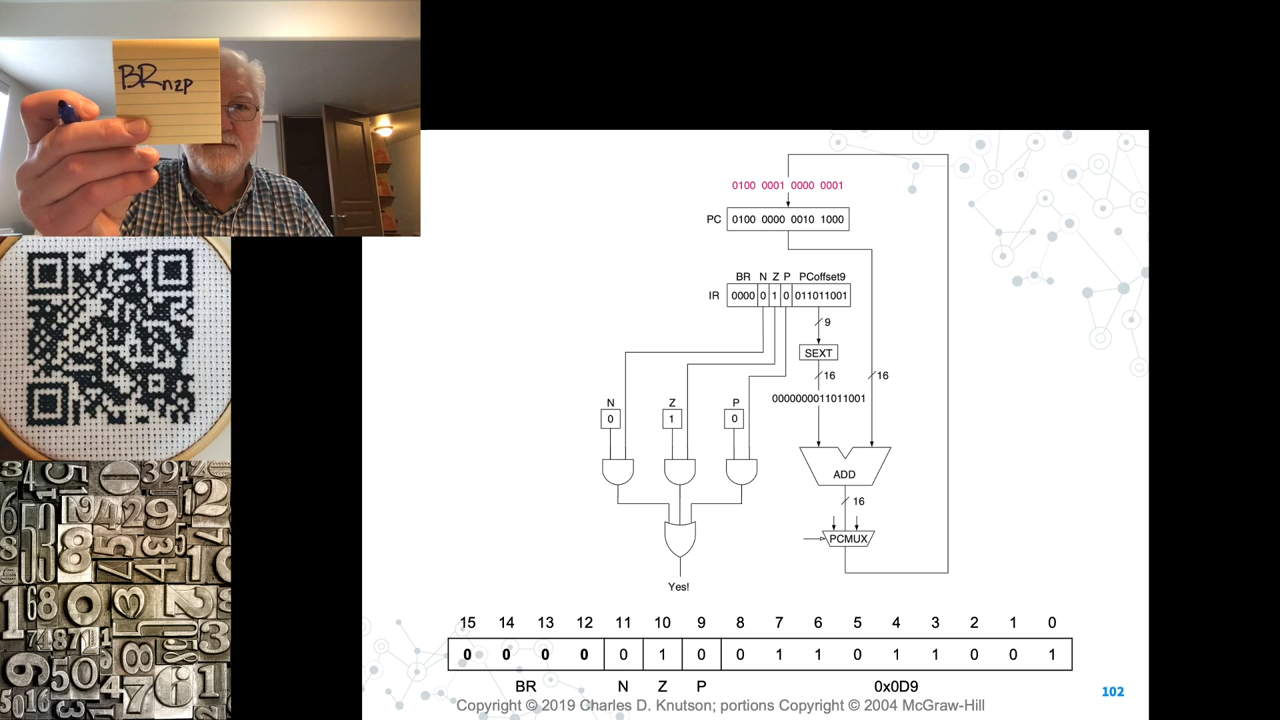 BRnzp
0100 0001 0000 0001
PC 0100 0000 0010 1000
BR N Z P PCoffset9
IR 0000 0 1 0 011011001
9
SEXT
16 16
0000000011011001
N Z P
0 1 0
ADD
16
PCMUX
Yes!
15 14 13 12 11 10 9 8 7 6 5 4 3 2 1 0
0 0 0 0 0 1 0 0 1 1 0 1 1 0 0 1
BR N Z P 0x0D9
Copyright © 2019 Charles D. Knutson; portions Copyright © 2004 McGraw-Hill
102